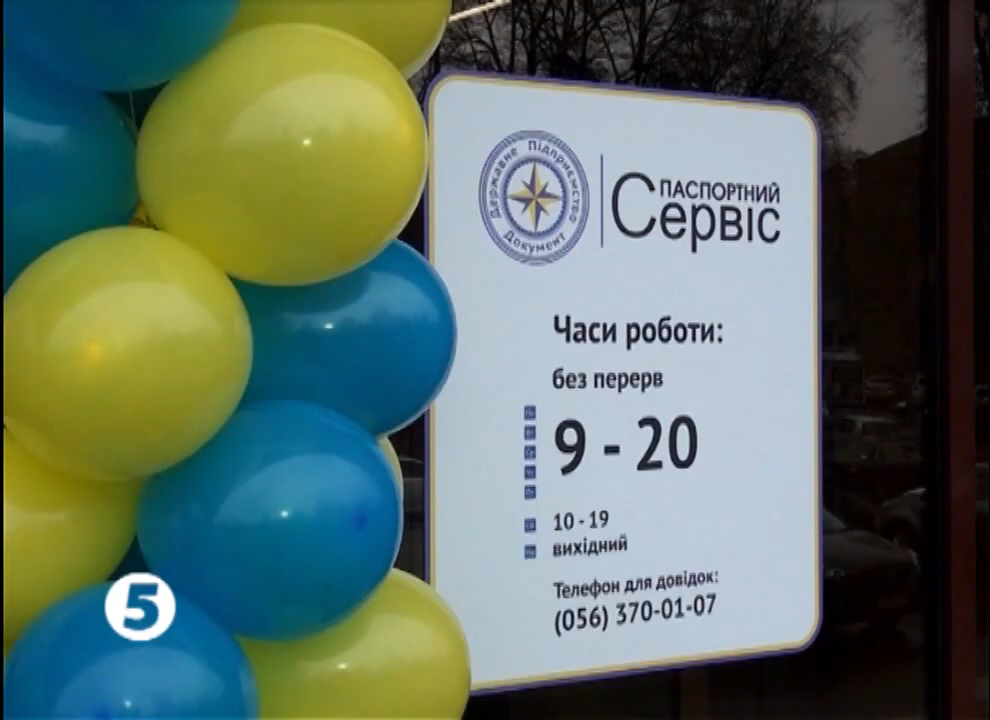 Державне Підприємство
Документ
ПАСПОРТНИЙ
Сервіс
Часи роботи:
без перерв
9 - 20
10 - 19
вихідний
Телефон для довідок:
(056) 370-01-07
5